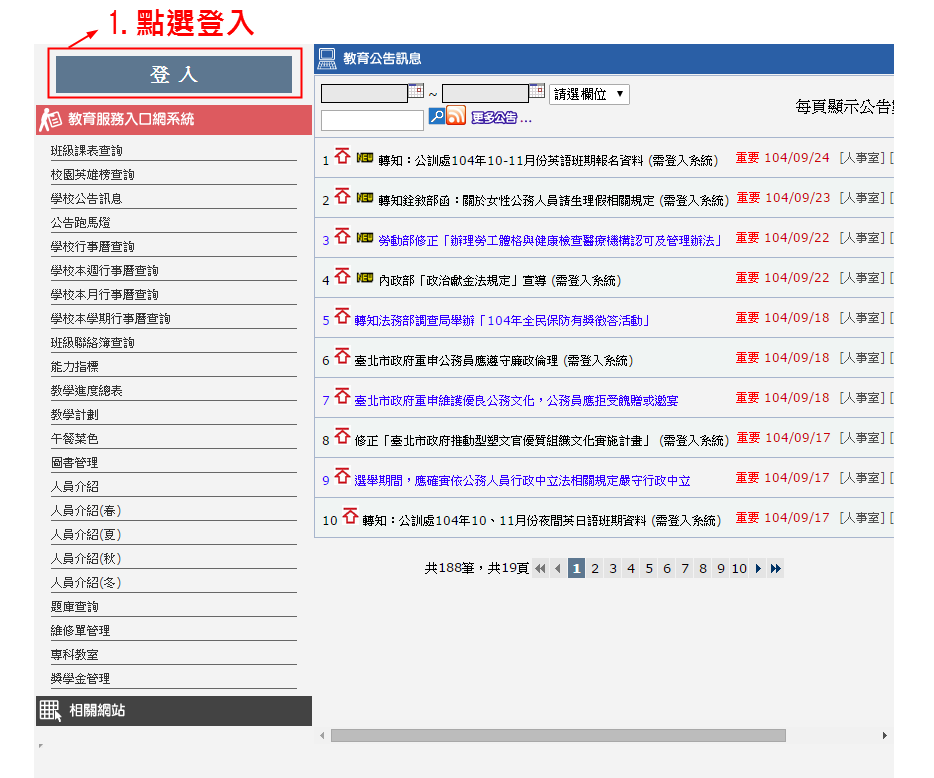 1. 點選登入
登 入
教育服務入口網系統
班級課表查詢
校園英雄榜查詢
學校公告訊息
公告跑馬燈
學校行事曆查詢
學校本週行事曆查詢
學校本月行事曆查詢
學校本學期行事曆查詢
班級聯絡簿查詢
能力指標
教學進度總表
教學計劃
午餐菜色
圖書管理
人員介紹
人員介紹(春)
人員介紹(夏)
人員介紹(秋)
人員介紹(冬)
題庫查詢
維修單管理
專科教室
獎學金管理
相關網站
教育公告訊息
~ 請選欄位 ▼
每頁顯示公告
更多公告 ...
1 NEW 轉知：公訓處104年10-11月份英語班期報名資料 (需登入系統) 重要 104/09/24 [人事室] [
2 NEW 轉知銓敘部函：關於女性公務人員請生理假相關規定 (需登入系統) 重要 104/09/23 [人事室] [
3 NEW 勞動部修正「辦理勞工體格與健康檢查醫療機構認可及管理辦法」 重要 104/09/22 [人事室] [
4 NEW 內政部「政治獻金法規定」宣導 (需登入系統) 重要 104/09/22 [人事室] [
5 轉知法務部調查局舉辦「104年全民保防有獎徵答活動」 重要 104/09/18 [人事室] [
6 臺北市政府重申公務員應遵守廉政倫理 (需登入系統) 重要 104/09/18 [人事室] [
7 臺北市政府重申維護優良公務文化，公務員應拒受餽贈或邀宴 重要 104/09/18 [人事室] [
8 修正「臺北市政府推動型塑文官優質組織文化實施計畫」 (需登入系統) 重要 104/09/17 [人事室] [
9 選舉期間，應確實依公務人員行政中立法相關規定嚴守行政中立 重要 104/09/17 [人事室] [
10 轉知：公訓處104年10、11月份夜間英日語班期資料 (需登入系統) 重要 104/09/17 [人事室] [
共188筆，共19頁 1 2 3 4 5 6 7 8 9 10